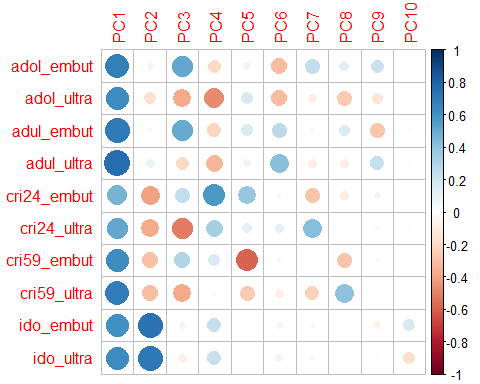 PC1 PC2 PC3 PC4 PC5 PC6 PC7 PC8 PC9 PC10
adol_embut
adol_ultra
adul_embut
adul_ultra
cri24_embut
cri24_ultra
cri59_embut
cri59_ultra
ido_embut
ido_ultra
1
0.8
0.6
0.4
0.2
0
-0.2
-0.4
-0.6
-0.8
-1